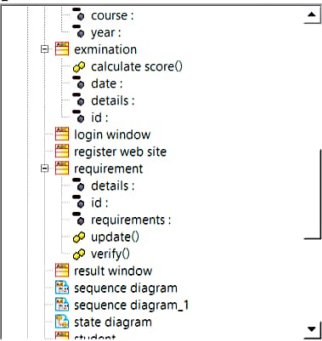 course :
year :
exmination
calculate score()
date :
details :
id :
login window
register web site
requirement
details :
id :
requirements :
update()
verify()
result window
sequence diagram
sequence diagram_1
state diagram
student